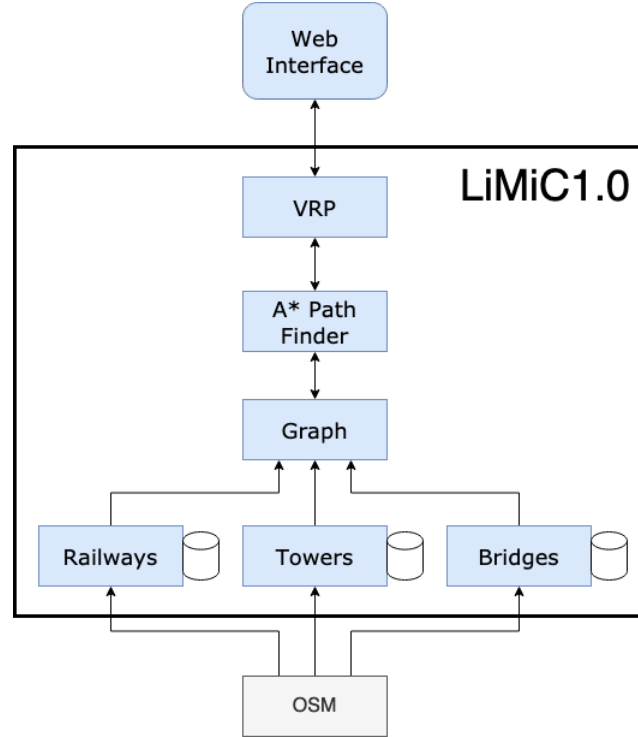 Web
Interface
LiMiC1.0
VRP
A* Path
Finder
Graph
Railways
Towers
Bridges
OSM